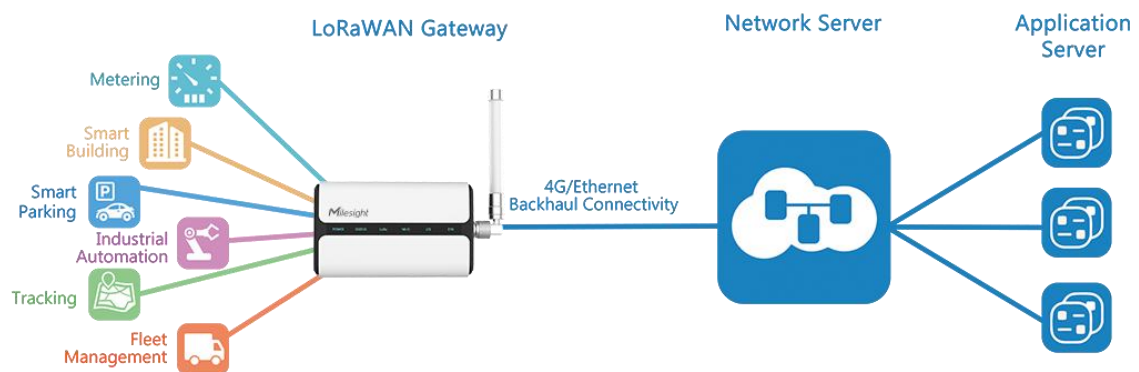 LoRaWAN Gateway
Network Server
Application
Server
Metering
Smart
Building
Smart
Parking
P
Industrial
Automation
Tracking
Fleet
Management
Milesight
4G/Ethernet
Backhaul Connectivity